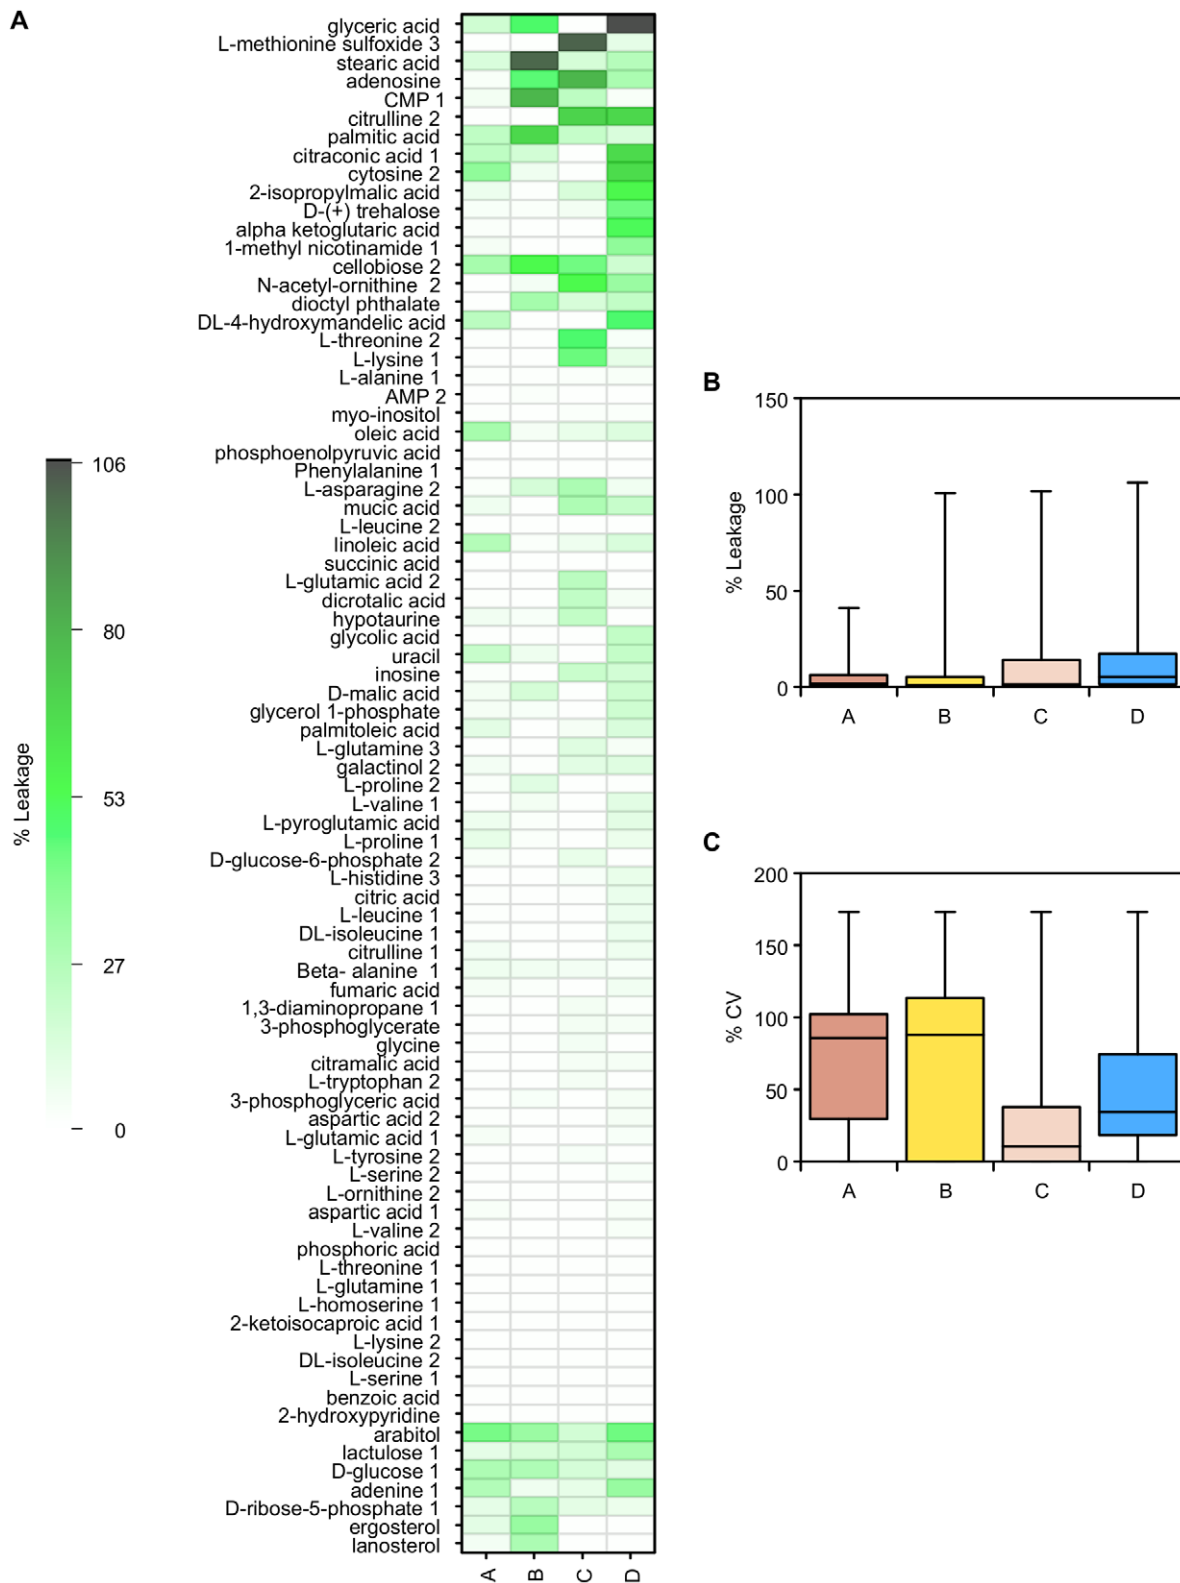 A
glyceric acid
L-methionine sulfoxide 3
stearic acid
adenosine
CMP 1
citrulline 2
palmitic acid
citraconic acid 1
cytosine 2
2-isopropylmalic acid
D-(+) trehalose
alpha ketoglutaric acid
1-methyl nicotinamide 1
cellobiose 2
N-acetyl-ornithine 2
dioctyl phthalate
DL-4-hydroxymandelic acid
L-threonine 2
L-lysine 1
L-alanine 1
AMP 2
myo-inositol
oleic acid
phosphoenolpyruvic acid
Phenylalanine 1
L-asparagine 2
mucic acid
L-leucine 2
linoleic acid
succinic acid
L-glutamic acid 2
dicrotalic acid
hypotaurine
glycolic acid
uracil
inosine
D-malic acid
glycerol 1-phosphate
palmitoleic acid
L-glutamine 3
galactinol 2
L-proline 2
L-valine 1
L-pyroglutamic acid
L-proline 1
D-glucose-6-phosphate 2
L-histidine 3
citric acid
L-leucine 1
DL-isoleucine 1
citrulline 1
Beta- alanine 1
fumaric acid
1,3-diaminopropane 1
3-phosphoglycerate
glycine
citramalic acid
L-tryptophan 2
3-phosphoglyceric acid
aspartic acid 2
L-glutamic acid 1
L-tyrosine 2
L-serine 2
L-ornithine 2
aspartic acid 1
L-valine 2
phosphoric acid
L-threonine 1
L-glutamine 1
L-homoserine 1
2-ketoisocaproic acid 1
L-lysine 2
DL-isoleucine 2
L-serine 1
benzoic acid
2-hydroxypyridine
arabitol
lactulose 1
D-glucose 1
adenine 1
D-ribose-5-phosphate 1
ergosterol
lanosterol
A B C D
% Leakage
106
80
53
27
0
B
% Leakage
150
100
50
0
A B C D
C
% CV
200
150
100
50
0
A B C D